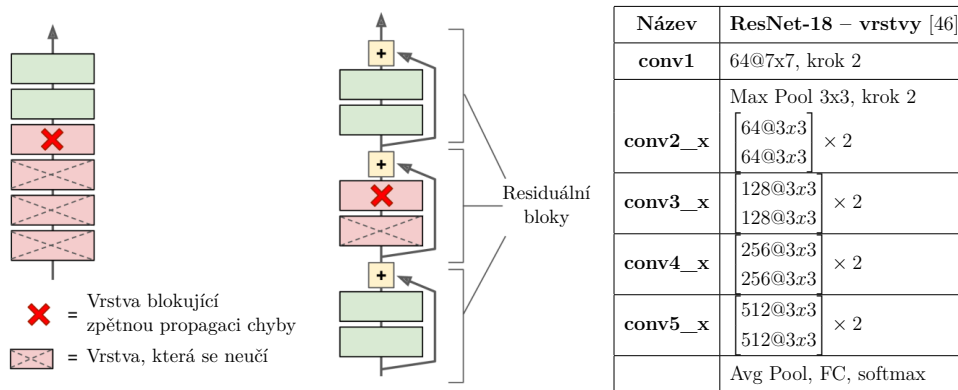 +
+
+
Residuální
bloky
= Vrstva blokující
zpětnou propagaci chyby
= Vrstva, která se neučí
Název ResNet-18 – vrstvy [46]
conv1 64@7x7, krok 2
Max Pool 3x3, krok 2
conv2_x [64@3x3
64@3x3] × 2
conv3_x [128@3x3
128@3x3] × 2
conv4_x [256@3x3
256@3x3] × 2
conv5_x [512@3x3
512@3x3] × 2
Avg Pool, FC, softmax